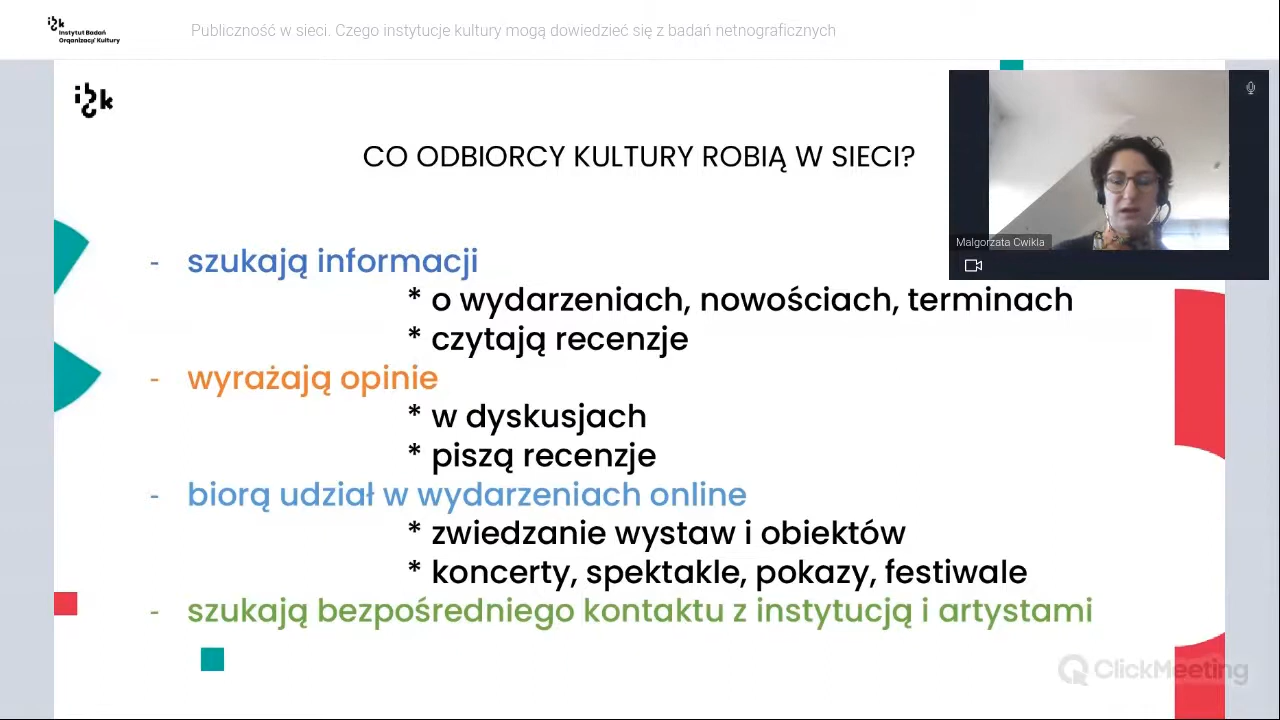 i k
Instytut Badań
Organizacji Kultury
Publiczność w sieci. Czego instytucje kultury mogą dowiedzieć się z badań netnograficznych
i k
CO ODBIORCY KULTURY ROBIĄ W SIECI?
Malgorzata Cwikla
- szukają informacji
* o wydarzeniach, nowościach, terminach
* czytają recenzje
- wyrażają opinie
* w dyskusjach
* piszą recenzje
- biorą udział w wydarzeniach online
* zwiedzanie wystaw i obiektów
* koncerty, spektakle, pokazy, festiwale
- szukają bezpośredniego kontaktu z instytucją i artystami
ClickMeeting